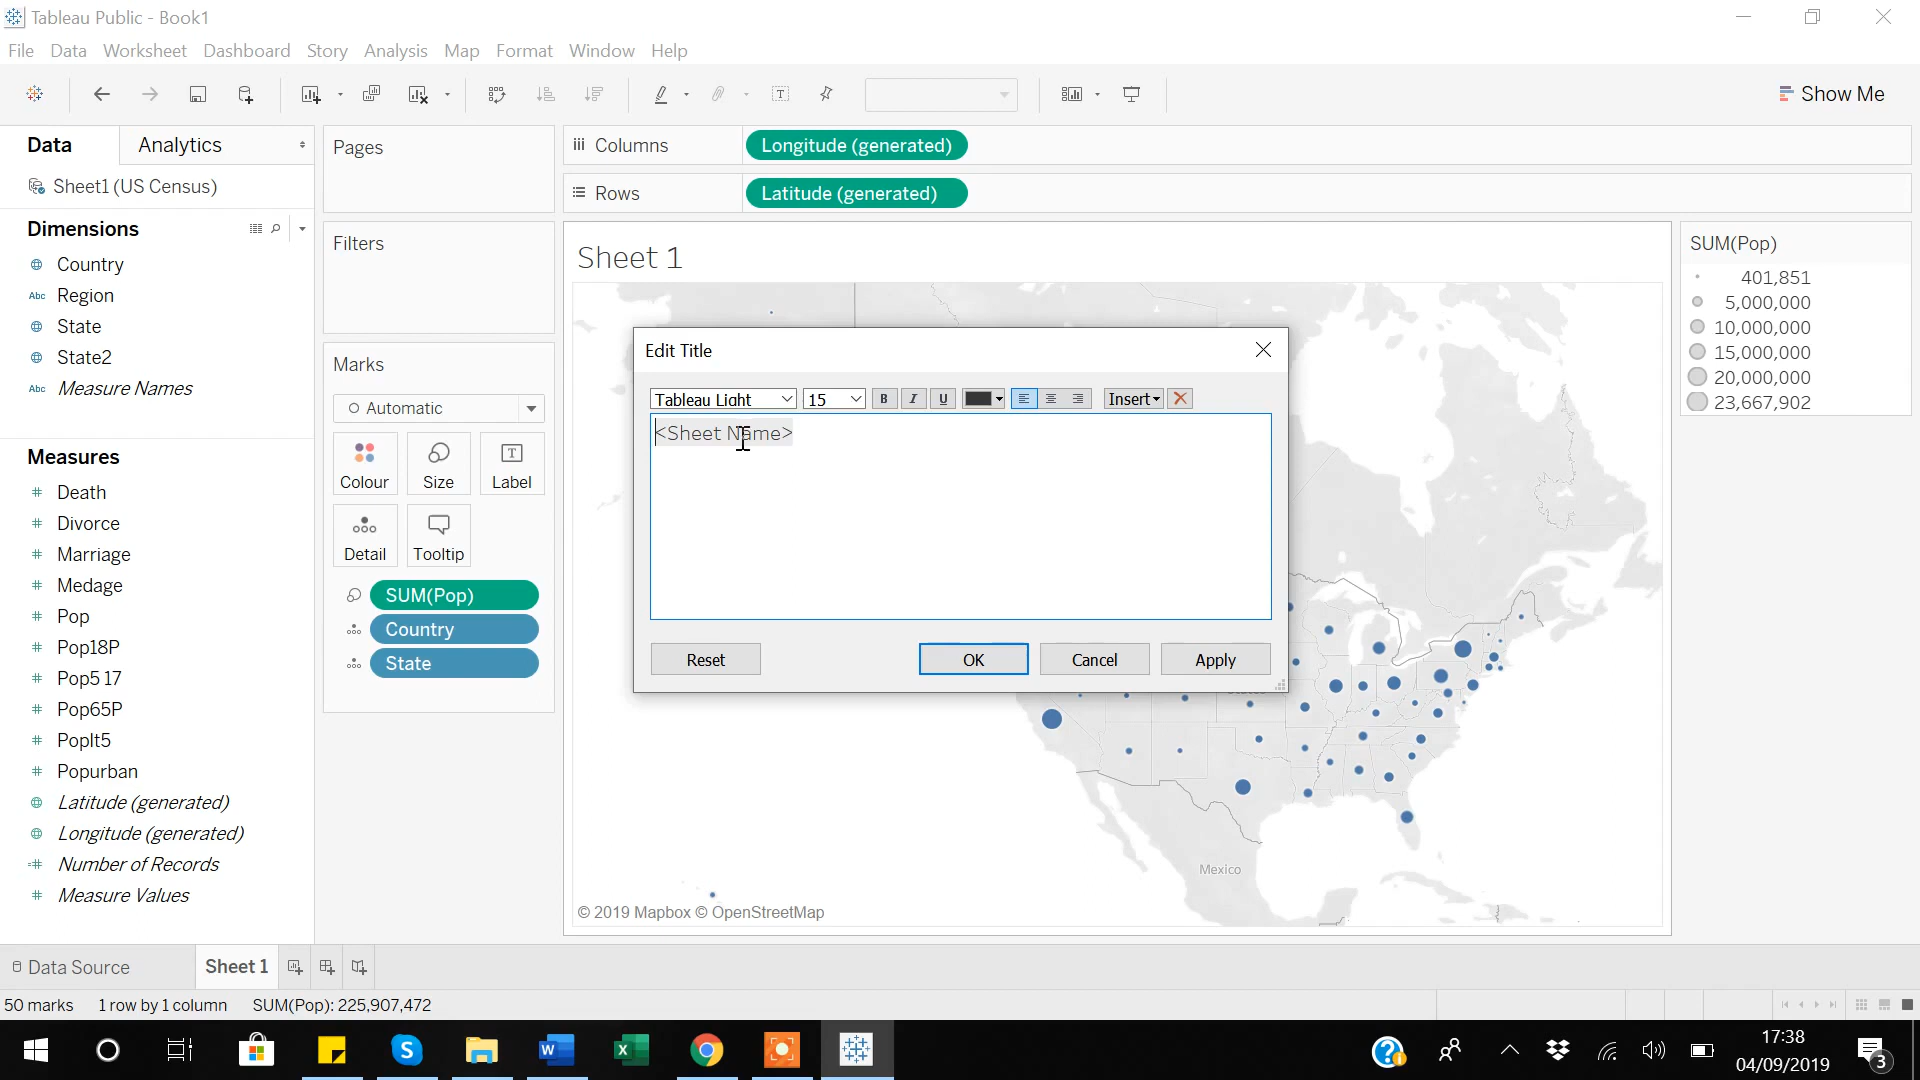 Tableau Public - Book1
File Data Worksheet Dashboard Story Analysis Map Format Window Help
Show Me
Data Analytics
Sheet1 (US Census)
Dimensions
Country
Abc Region
State
State2
Abc Measure Names
Measures
Death
Divorce
Marriage
Medage
Pop
Pop18P
Pop5 17
Pop65P
Poplt5
Popurban
Latitude (generated)
Longitude (generated)
Number of Records
Measure Values
Pages
Filters
Marks
Automatic
Colour Size Label
Detail Tooltip
SUM(Pop)
Country
State
Columns Longitude (generated)
Rows Latitude (generated)
Sheet 1
Edit Title
Tableau Light 15 B I U Insert
<Sheet Name>
Reset OK Cancel Apply
Mexico
© 2019 Mapbox © OpenStreetMap
SUM(Pop)
401,851
5,000,000
10,000,000
15,000,000
20,000,000
23,667,902
Data Source Sheet 1
50 marks 1 row by 1 column SUM(Pop): 225,907,472
17:38
04/09/2019
3